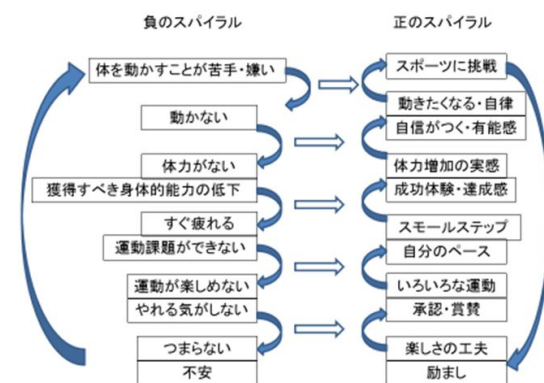 負のスパイラル
体を動かすことが苦手・嫌い
動かない
体力がない
獲得すべき身体的能力の低下
すぐ疲れる
運動課題ができない
運動が楽しめない
やれる気がしない
つまらない
不安
正のスパイラル
スポーツに挑戦
動きたくなる・自律
自信がつく・有能感
体力増加の実感
成功体験・達成感
スモールステップ
自分のペース
いろいろな運動
承認・賞賛
楽しさの工夫
励まし